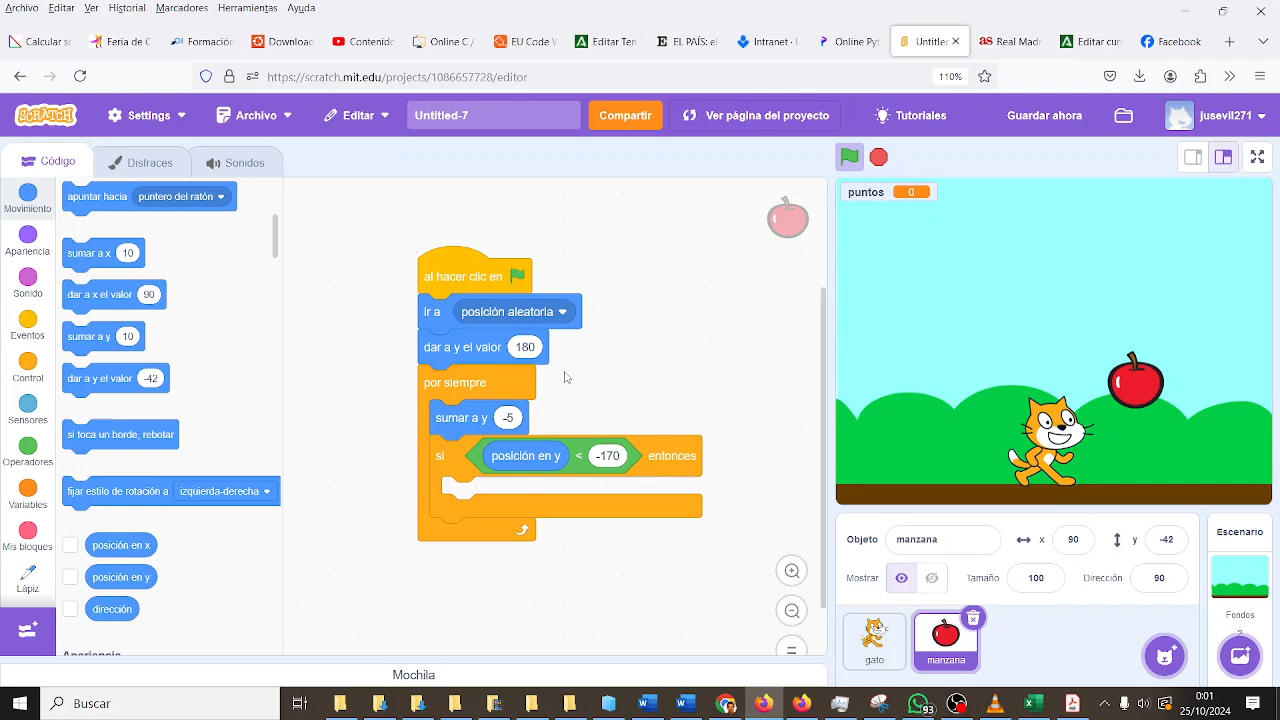 Archivo Editar Ver Historial Marcadores Herramientas Ayuda
Calcular s
Feria de C
Formación
Download
Contenido
Online C /
EU Code V
Editar Ter
EL PAÍS: el
Intranet - I
Online Pyt
Untitle
Real Madr
Editar cur
Facebook
https://scratch.mit.edu/projects/1086657728/editor
110%
SCRATCH
Settings
Archivo
Editar
Untitled-7
Compartir
Ver página del proyecto
Tutoriales
Guardar ahora
jusevil271
Código
Disfraces
Sonidos
Movimiento
Apariencia
Sonido
Eventos
Control
Sensores
Operadores
Variables
Mis bloques
Lápiz
apuntar hacia puntero del ratón
sumar a x 10
dar a x el valor 90
sumar a y 10
dar a y el valor -42
si toca un borde, rebotar
fijar estilo de rotación a izquierda-derecha
posición en x
posición en y
dirección
Apariencia
al hacer clic en
ir a posición aleatoria
dar a y el valor 180
por siempre
sumar a y -5
si posición en y < -170 entonces
Mochila
puntos 0
Objeto manzana x 90 y -42
Mostrar Tamaño 100 Dirección 90
gato
manzana
Escenario
Fondos
2
Buscar
93
0:01
25/10/2024